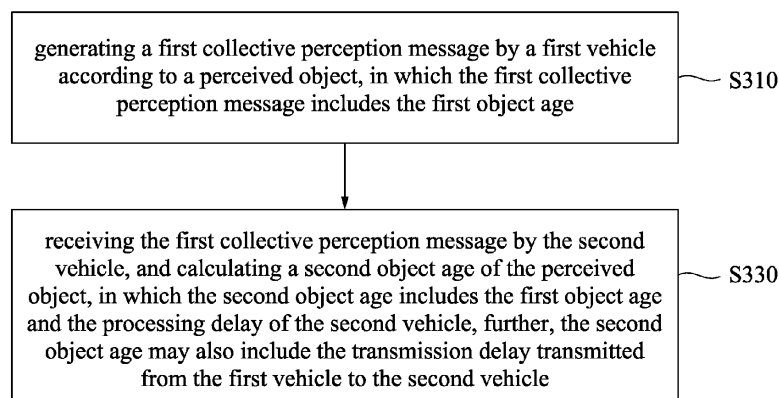 generating a first collective perception message by a first vehicle
according to a perceived object, in which the first collective
perception message includes the first object age
S310
receiving the first collective perception message by the second
vehicle, and calculating a second object age of the perceived
object, in which the second object age includes the first object age
and the processing delay of the second vehicle, further, the second
object age may also include the transmission delay transmitted
from the first vehicle to the second vehicle
S330